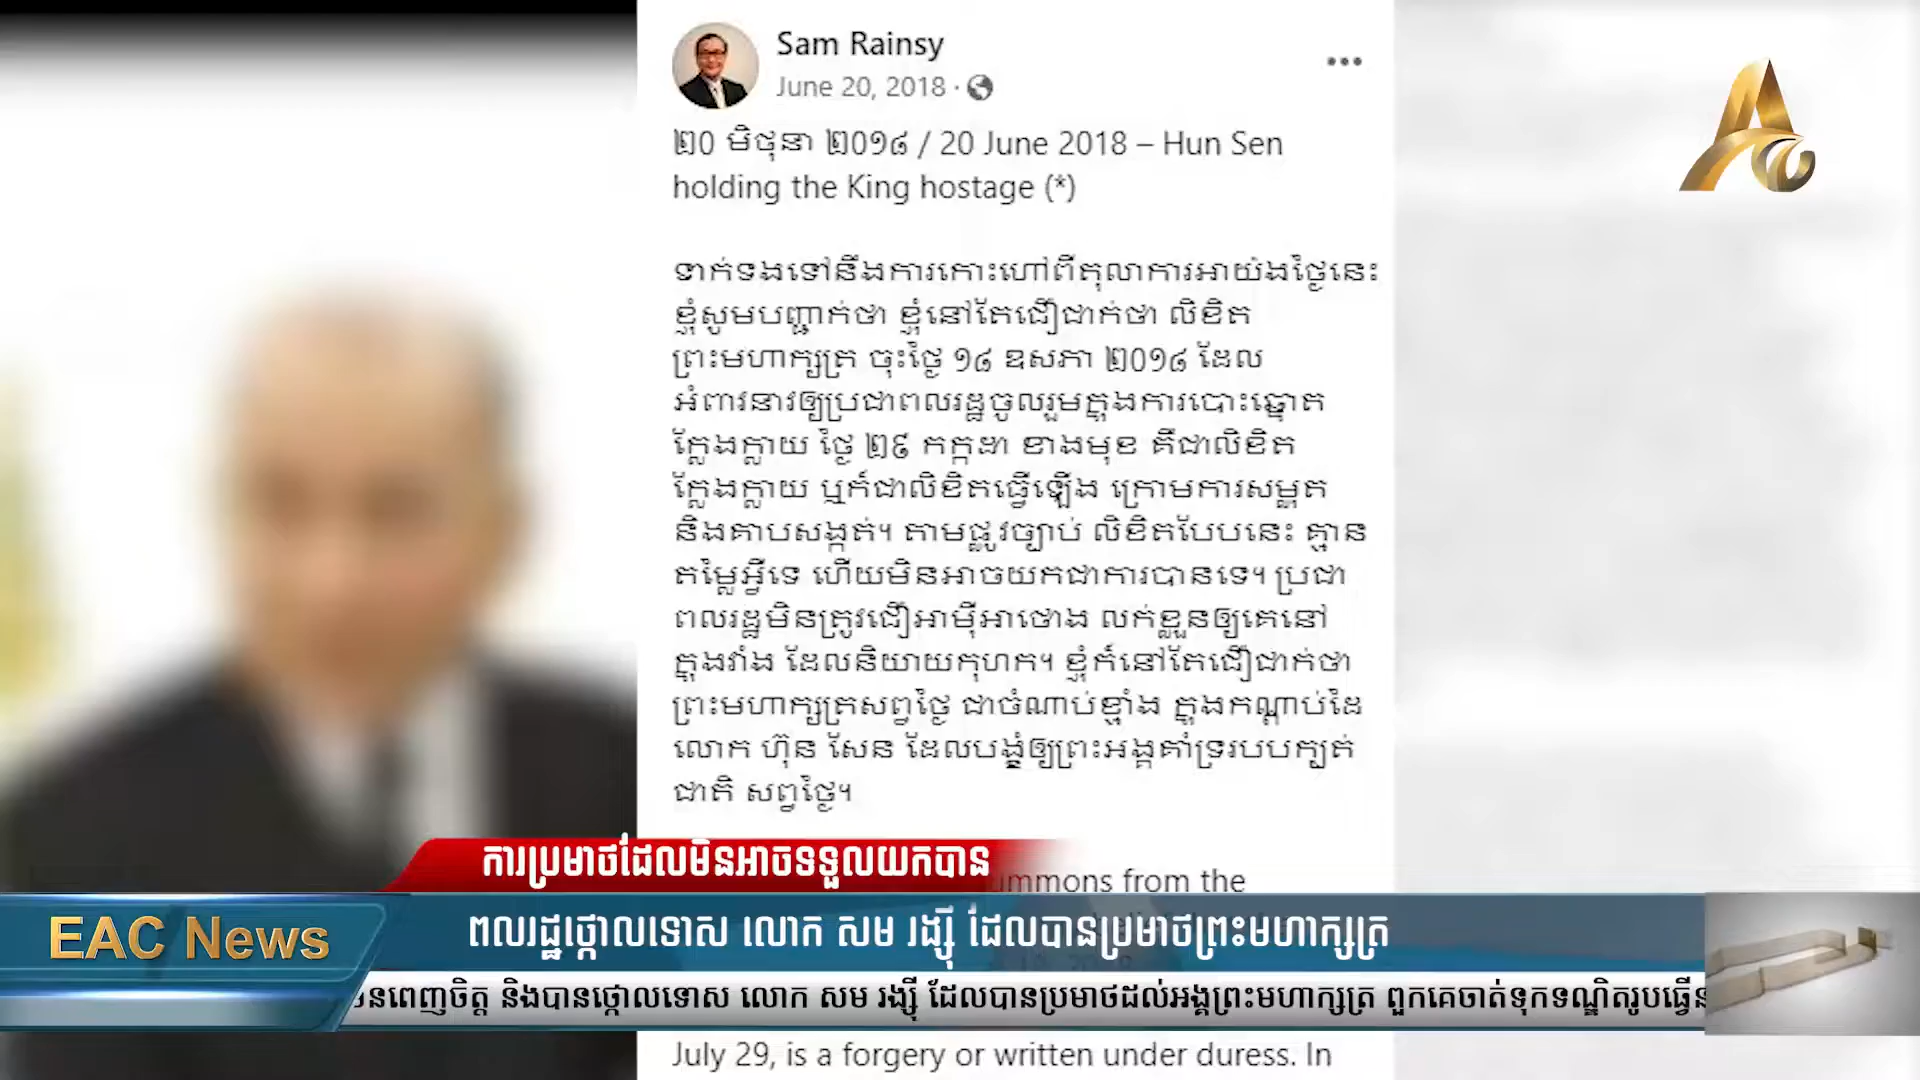 Sam Rainsy
June 20, 2018
២០ មិថុនា ២០១៨ / 20 June 2018 – Hun Sen
holding the King hostage (*)
ទាក់ទងទៅនឹងការកោះហៅពីតុលាការអាយ៉ងថ្ងៃនេះ
ខ្ញុំសូមបញ្ជាក់ថា ខ្ញុំនៅតែជឿជាក់ថា លិខិត
ព្រះមហាក្សត្រ ចុះថ្ងៃ ១៨ ឧសភា ២០១៨ ដែល
អំពាវនាវឲ្យប្រជាពលរដ្ឋចូលរួមក្នុងការបោះឆ្នោត
ក្លែងក្លាយ ថ្ងៃ ២៩ កក្កដា ខាងមុខ គឺជាលិខិត
ក្លែងក្លាយ ឬក៏ជាលិខិតធ្វើឡើង ក្រោមការសម្លុត
និងគាបសង្កត់។ តាមផ្លូវច្បាប់ លិខិតបែបនេះ គ្មាន
តម្លៃអ្វីទេ ហើយមិនអាចយកជាការបានទេ។ ប្រជា
ពលរដ្ឋមិនត្រូវជឿអាម៉ីអាថោង លក់ខ្លួនឲ្យគេនៅ
ក្នុងវាំង ដែលនិយាយកុហក។ ខ្ញុំក៏នៅតែជឿជាក់ថា
ព្រះមហាក្សត្រសព្វថ្ងៃ ជាចំណាប់ខ្មាំង ក្នុងកណ្ដាប់ដៃ
លោក ហ៊ុន សែន ដែលបង្ខំឲ្យព្រះអង្គគាំទ្ររបបក្បត់
ជាតិ សព្វថ្ងៃ។
ការប្រមាថដែលមិនអាចទទួលយកបាន
from the
EAC News
ពលរដ្ឋថ្កោលទោស លោក សម រង្ស៊ី ដែលបានប្រមាថព្រះមហាក្សត្រ
និងបានថ្កោលទោស លោក សម រង្ស៊ី ដែលបានប្រមាថដល់អង្គព្រះមហាក្សត្រ ពួកគេចាត់ទុកទណ្ឌិតរូប
July 29, is a forgery or written under duress. In